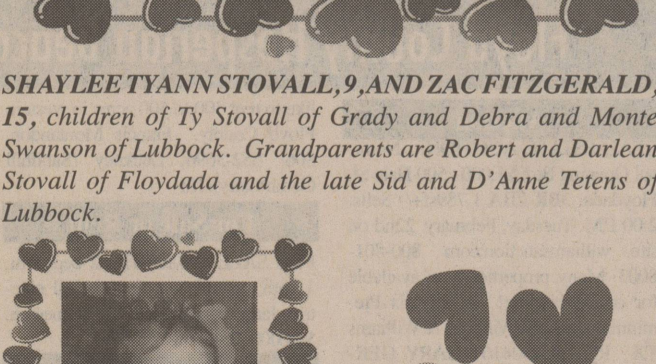 SHAYLEE TYANN STOVALL, 9, AND ZAC FITZGERALD,
15, children of Ty Stovall of Grady and Debra and Monte
Swanson of Lubbock. Grandparents are Robert and Darlean
Stovall of Floydada and the late Sid and D'Anne Tetens of
Lubbock.